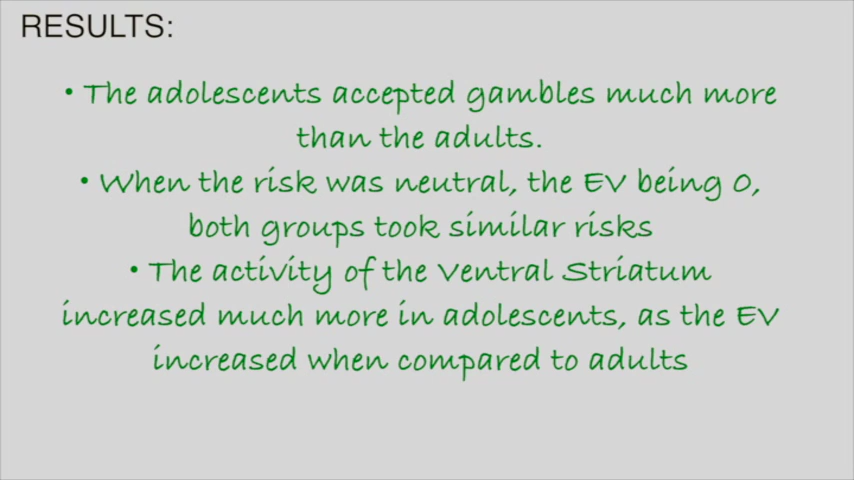 RESULTS:
• The adolescents accepted gambles much more
than the adults.
• When the risk was neutral, the EV being 0,
both groups took similar risks
• The activity of the Ventral Striatum
increased much more in adolescents, as the EV
increased when compared to adults